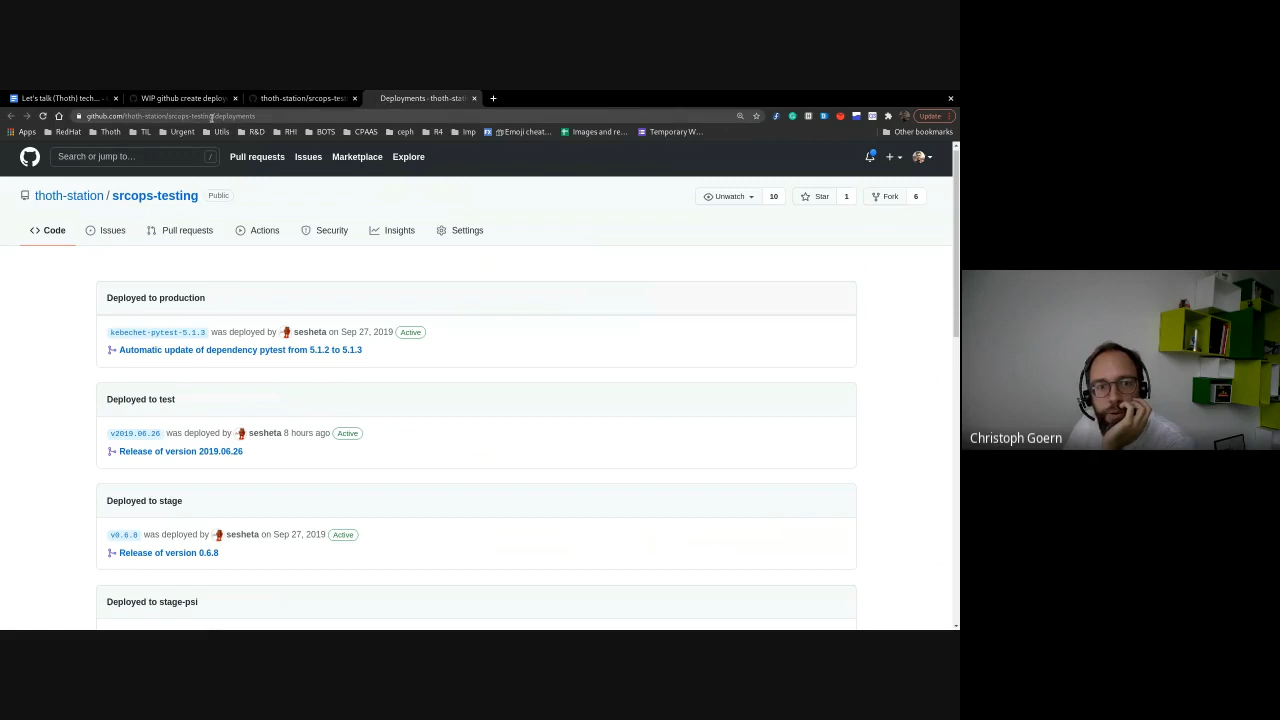 Let's talk (Thoth) tech...
WIP github create deploy
thoth-station/srcops-test
Deployments · thoth-stati
github.com/thoth-station/srcops-testing/deployments
Update
Apps RedHat Thoth TIL Urgent Utils R&D RHI BOTS CPAAS ceph R4 Imp Emoji cheat... Images and re... Temporary W... Other bookmarks
Search or jump to... /
Pull requests Issues Marketplace Explore
thoth-station / srcops-testing Public
Unwatch 10 Star 1 Fork 6
Code Issues Pull requests Actions Security Insights Settings
Deployed to production
kebechet-pytest-5.1.3 was deployed by sesheta on Sep 27, 2019 Active
Automatic update of dependency pytest from 5.1.2 to 5.1.3
Deployed to test
v2019.06.26 was deployed by sesheta 8 hours ago Active
Release of version 2019.06.26
Christoph Goern
Deployed to stage
v0.6.8 was deployed by sesheta on Sep 27, 2019 Active
Release of version 0.6.8
Deployed to stage-psi